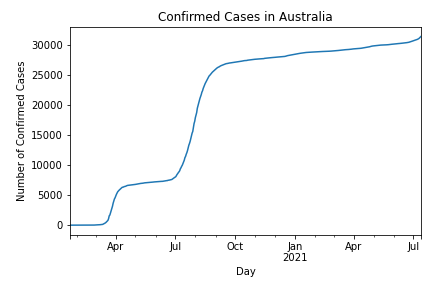 Confirmed Cases in Australia
Number of Confirmed Cases
30000
25000
20000
15000
10000
5000
0
Apr
Jul
Oct
Jan
2021
Apr
Jul
Day